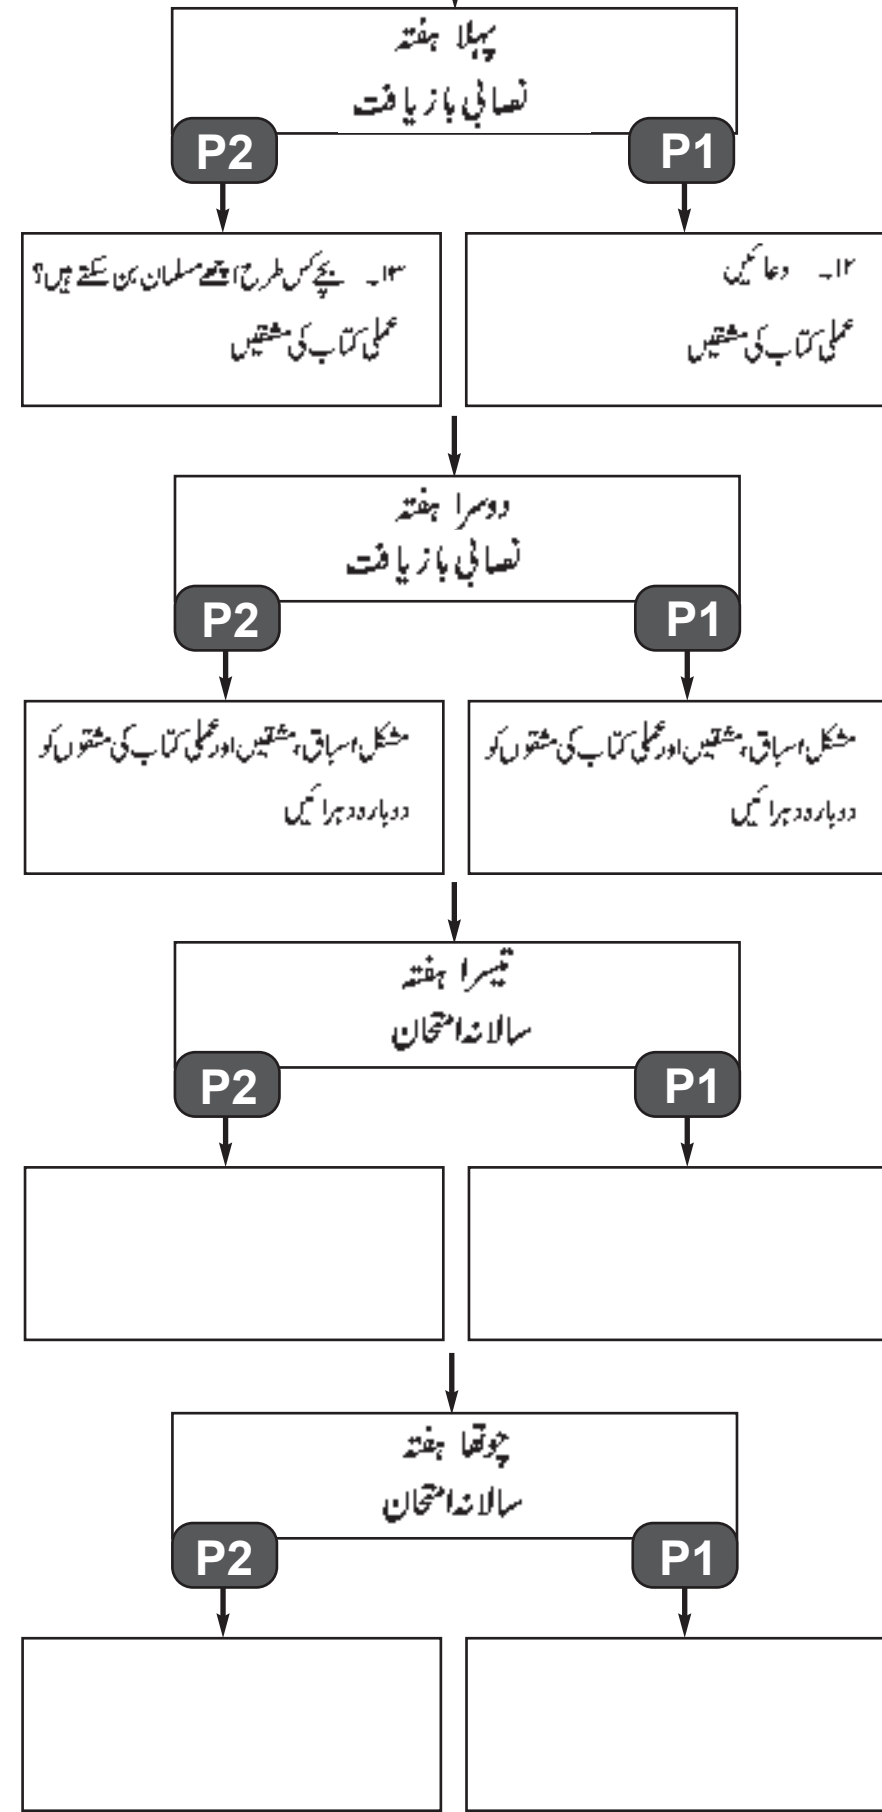 پہلا ہفتہ
نصابی بازیافت
P1
P2
۱۲۔ دعائیں
عملی کتاب کی مشقیں
۱۳۔ بچے کس طرح اچھے مسلمان بن سکتے ہیں؟
عملی کتاب کی مشقیں
دوسرا ہفتہ
نصابی بازیافت
P1
P2
مشکل اسباق، مشقیں اور عملی کتاب کی مشقوں کو
دوبارہ دہرائیں
مشکل اسباق، مشقیں اور عملی کتاب کی مشقوں کو
دوبارہ دہرائیں
تیسرا ہفتہ
سالانہ امتحان
P1
P2
چوتھا ہفتہ
سالانہ امتحان
P1
P2